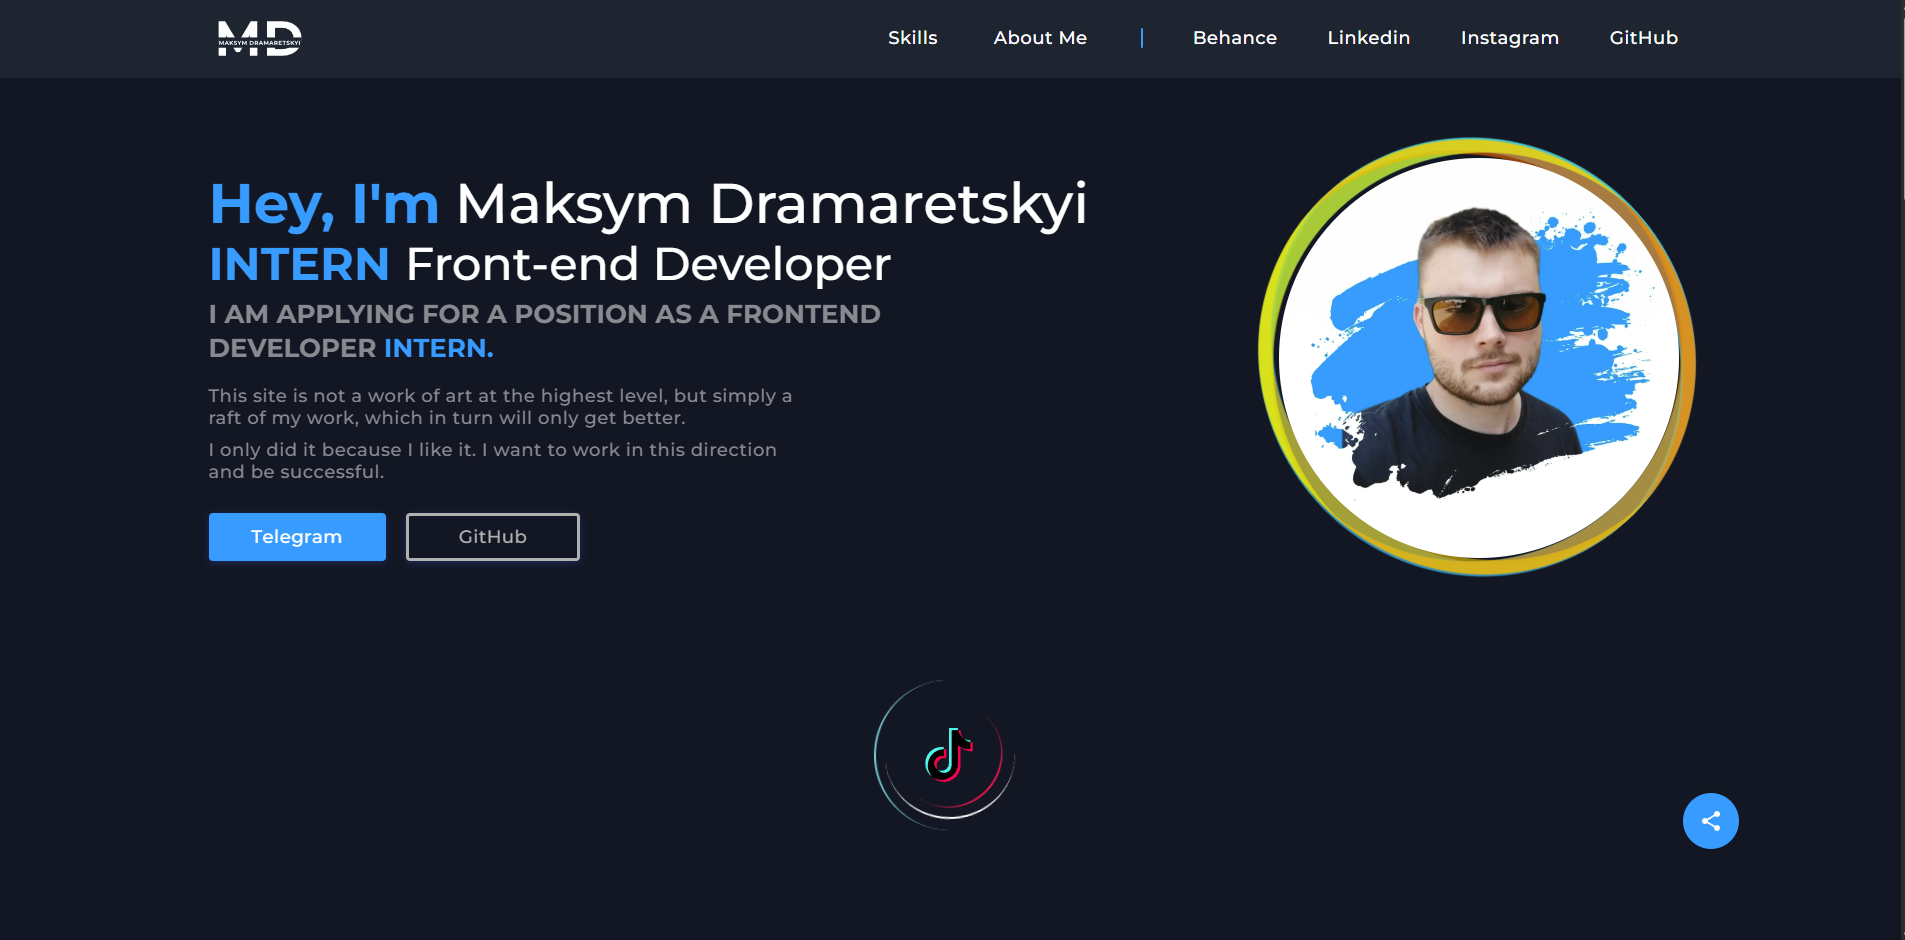 MD
MAKSYM DRAMARETSKYI
Skills About Me | Behance Linkedin Instagram GitHub
Hey, I'm Maksym Dramaretskyi
INTERN Front-end Developer
I AM APPLYING FOR A POSITION AS A FRONTEND
DEVELOPER INTERN.
This site is not a work of art at the highest level, but simply a
raft of my work, which in turn will only get better.
I only did it because I like it. I want to work in this direction
and be successful.
Telegram GitHub